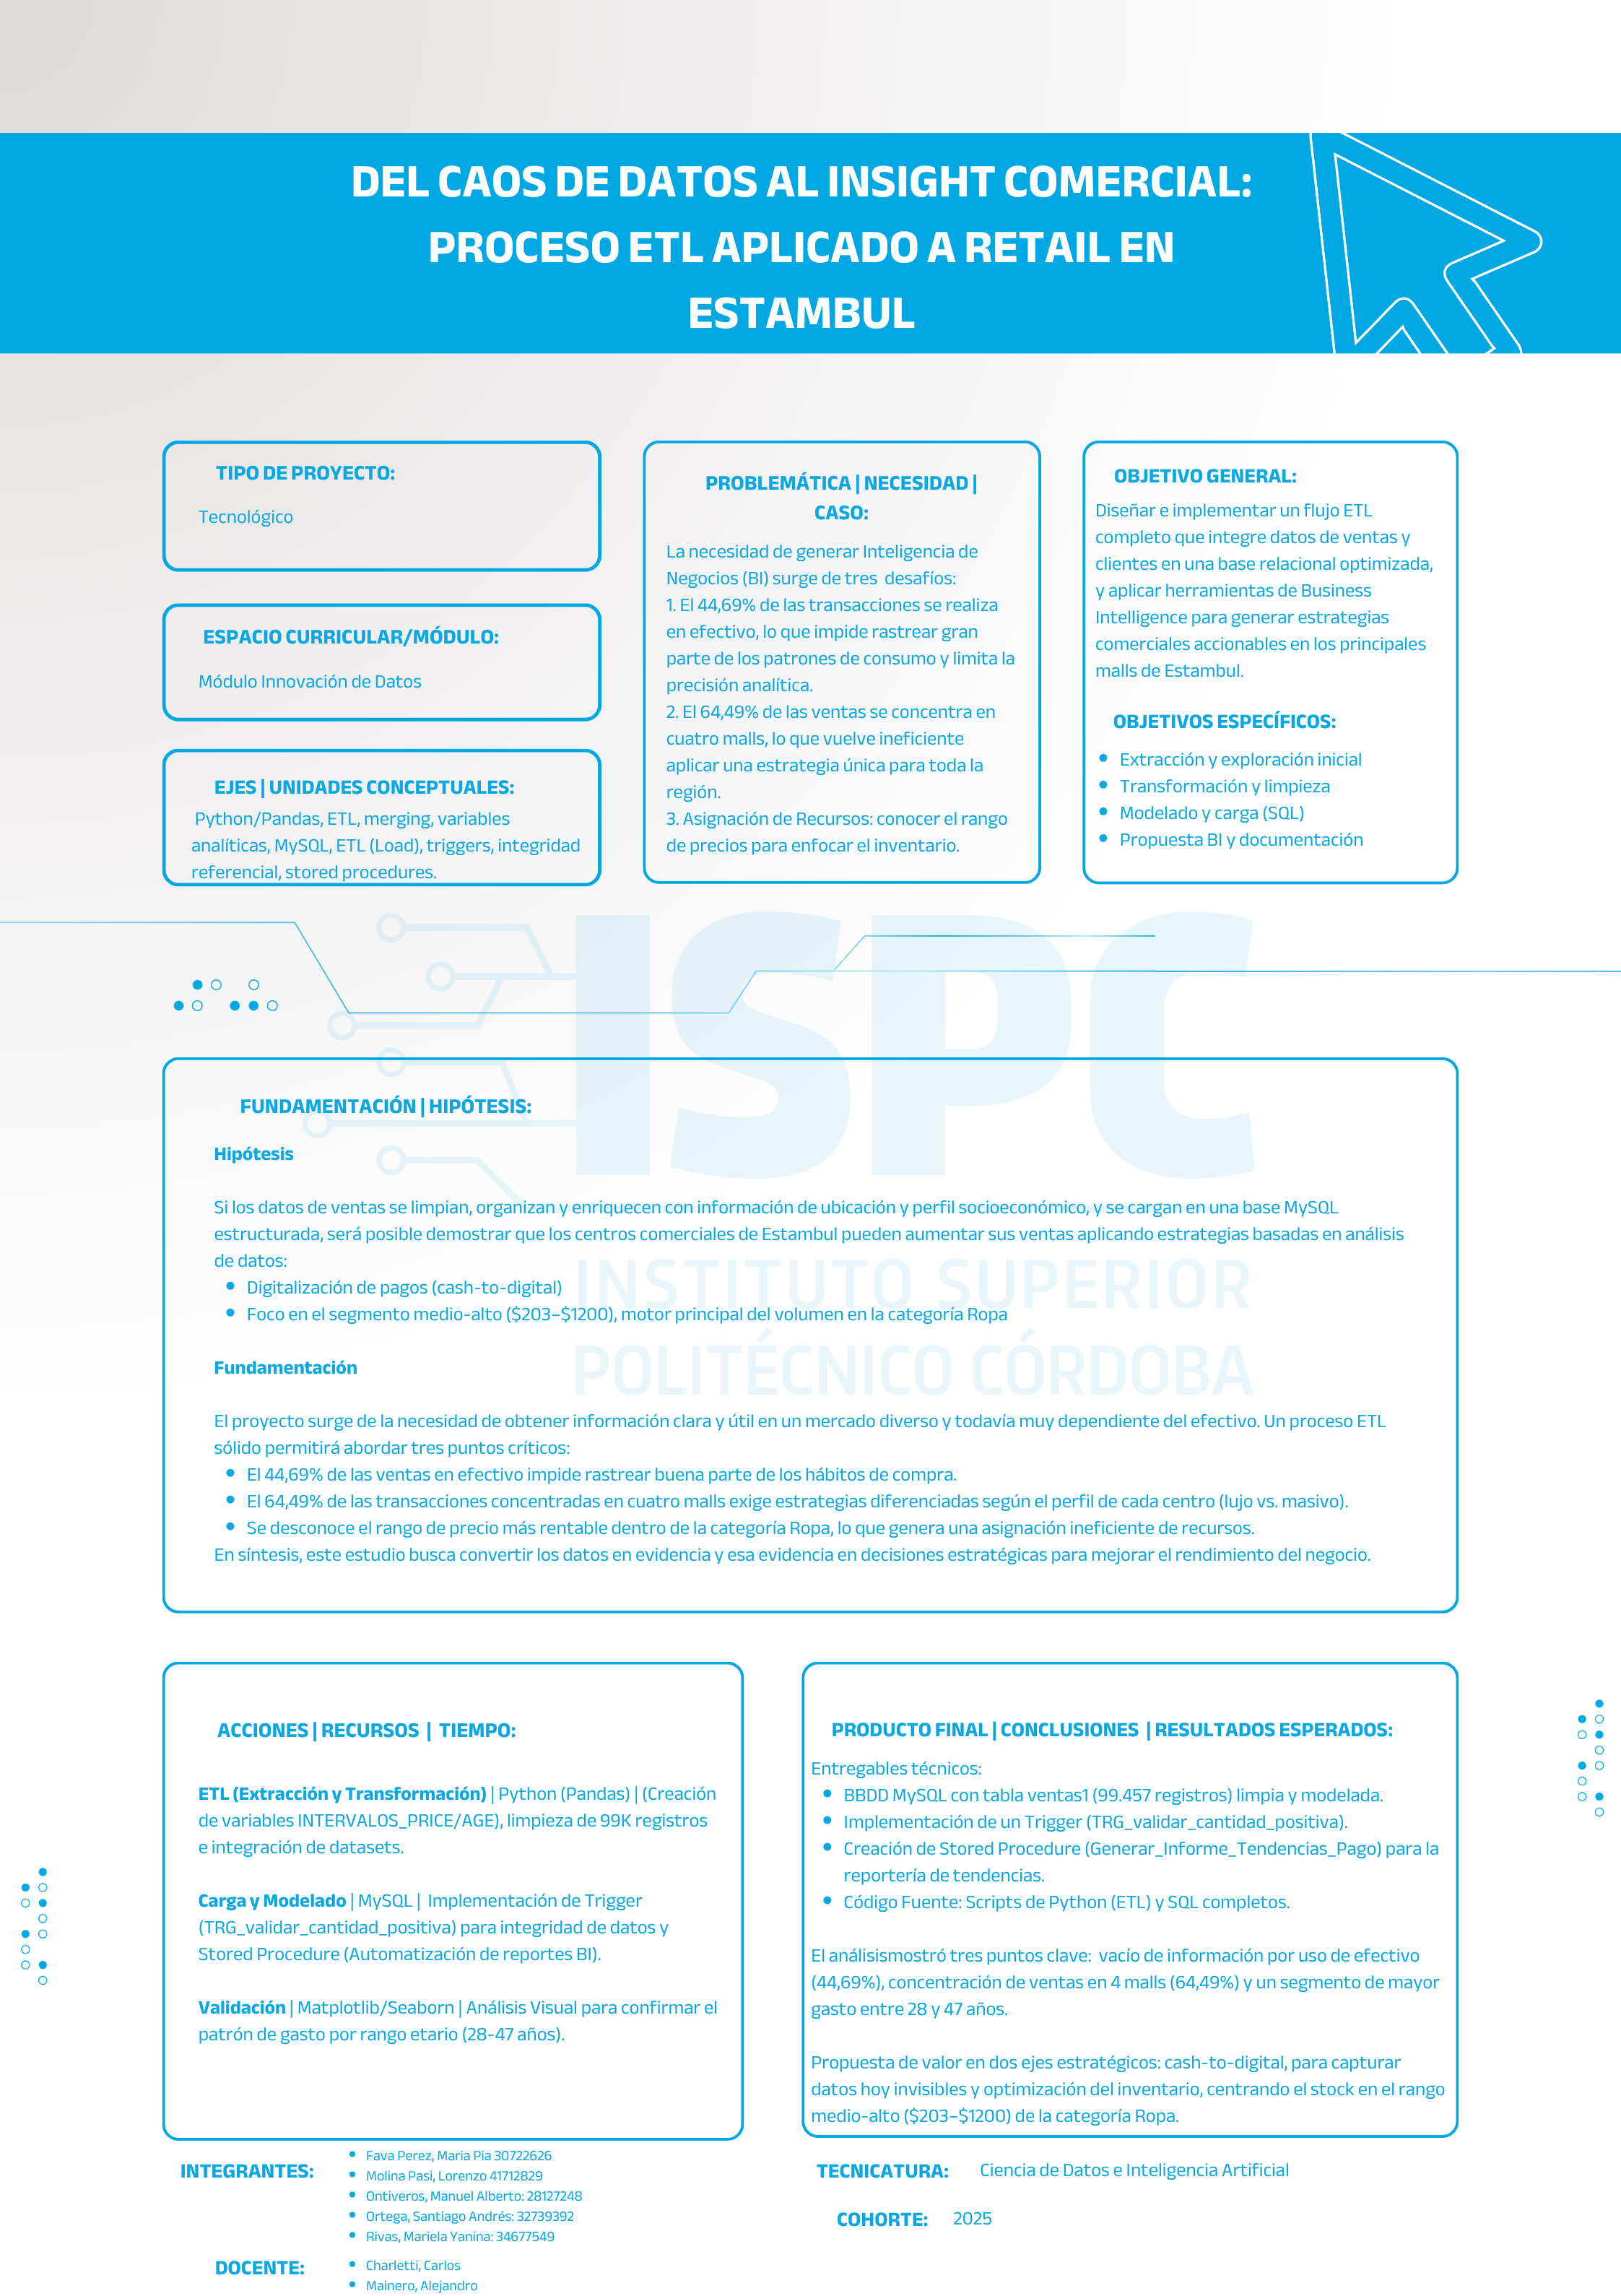 DEL CAOS DE DATOS AL INSIGHT COMERCIAL:
PROCESO ETL APLICADO A RETAIL EN
ESTAMBUL
TIPO DE PROYECTO:
Tecnológico
ESPACIO CURRICULAR/MÓDULO:
Módulo Innovación de Datos
EJES | UNIDADES CONCEPTUALES:
Python/Pandas, ETL, merging, variables
analíticas, MySQL, ETL (Load), triggers, integridad
referencial, stored procedures.
PROBLEMÁTICA | NECESIDAD |
CASO:
La necesidad de generar Inteligencia de
Negocios (BI) surge de tres  desafíos:
1. El 44,69% de las transacciones se realiza
en efectivo, lo que impide rastrear gran
parte de los patrones de consumo y limita la
precisión analítica.
2. El 64,49% de las ventas se concentra en
cuatro malls, lo que vuelve ineficiente
aplicar una estrategia única para toda la
región.
3. Asignación de Recursos: conocer el rango
de precios para enfocar el inventario.
OBJETIVO GENERAL:
Diseñar e implementar un flujo ETL
completo que integre datos de ventas y
clientes en una base relacional optimizada,
y aplicar herramientas de Business
Intelligence para generar estrategias
comerciales accionables en los principales
malls de Estambul.
OBJETIVOS ESPECÍFICOS:
• Extracción y exploración inicial
• Transformación y limpieza
• Modelado y carga (SQL)
• Propuesta BI y documentación
ISPC
INSTITUTO SUPERIOR
POLITÉCNICO CÓRDOBA
FUNDAMENTACIÓN | HIPÓTESIS:
Hipótesis
Si los datos de ventas se limpian, organizan y enriquecen con información de ubicación y perfil socioeconómico, y se cargan en una base MySQL
estructurada, será posible demostrar que los centros comerciales de Estambul pueden aumentar sus ventas aplicando estrategias basadas en análisis
de datos:
• Digitalización de pagos (cash-to-digital)
• Foco en el segmento medio-alto ($203–$1200), motor principal del volumen en la categoría Ropa
Fundamentación
El proyecto surge de la necesidad de obtener información clara y útil en un mercado diverso y todavía muy dependiente del efectivo. Un proceso ETL
sólido permitirá abordar tres puntos críticos:
• El 44,69% de las ventas en efectivo impide rastrear buena parte de los hábitos de compra.
• El 64,49% de las transacciones concentradas en cuatro malls exige estrategias diferenciadas según el perfil de cada centro (lujo vs. masivo).
• Se desconoce el rango de precio más rentable dentro de la categoría Ropa, lo que genera una asignación ineficiente de recursos.
En síntesis, este estudio busca convertir los datos en evidencia y esa evidencia en decisiones estratégicas para mejorar el rendimiento del negocio.
ACCIONES | RECURSOS  |  TIEMPO:
ETL (Extracción y Transformación) | Python (Pandas) | (Creación
de variables INTERVALOS_PRICE/AGE), limpieza de 99K registros
e integración de datasets.
Carga y Modelado | MySQL |  Implementación de Trigger
(TRG_validar_cantidad_positiva) para integridad de datos y
Stored Procedure (Automatización de reportes BI).
Validación | Matplotlib/Seaborn | Análisis Visual para confirmar el
patrón de gasto por rango etario (28-47 años).
PRODUCTO FINAL | CONCLUSIONES  | RESULTADOS ESPERADOS:
Entregables técnicos:
• BBDD MySQL con tabla ventas1 (99.457 registros) limpia y modelada.
• Implementación de un Trigger (TRG_validar_cantidad_positiva).
• Creación de Stored Procedure (Generar_Informe_Tendencias_Pago) para la
reportería de tendencias.
• Código Fuente: Scripts de Python (ETL) y SQL completos.
El análisismostró tres puntos clave:  vacío de información por uso de efectivo
(44,69%), concentración de ventas en 4 malls (64,49%) y un segmento de mayor
gasto entre 28 y 47 años.
Propuesta de valor en dos ejes estratégicos: cash-to-digital, para capturar
datos hoy invisibles y optimización del inventario, centrando el stock en el rango
medio-alto ($203–$1200) de la categoría Ropa.
INTEGRANTES:
• Fava Perez, Maria Pia 30722626
• Molina Pasi, Lorenzo 41712829
• Ontiveros, Manuel Alberto: 28127248
• Ortega, Santiago Andrés: 32739392
• Rivas, Mariela Yanina: 34677549
DOCENTE:
• Charletti, Carlos
• Mainero, Alejandro
TECNICATURA: Ciencia de Datos e Inteligencia Artificial
COHORTE: 2025